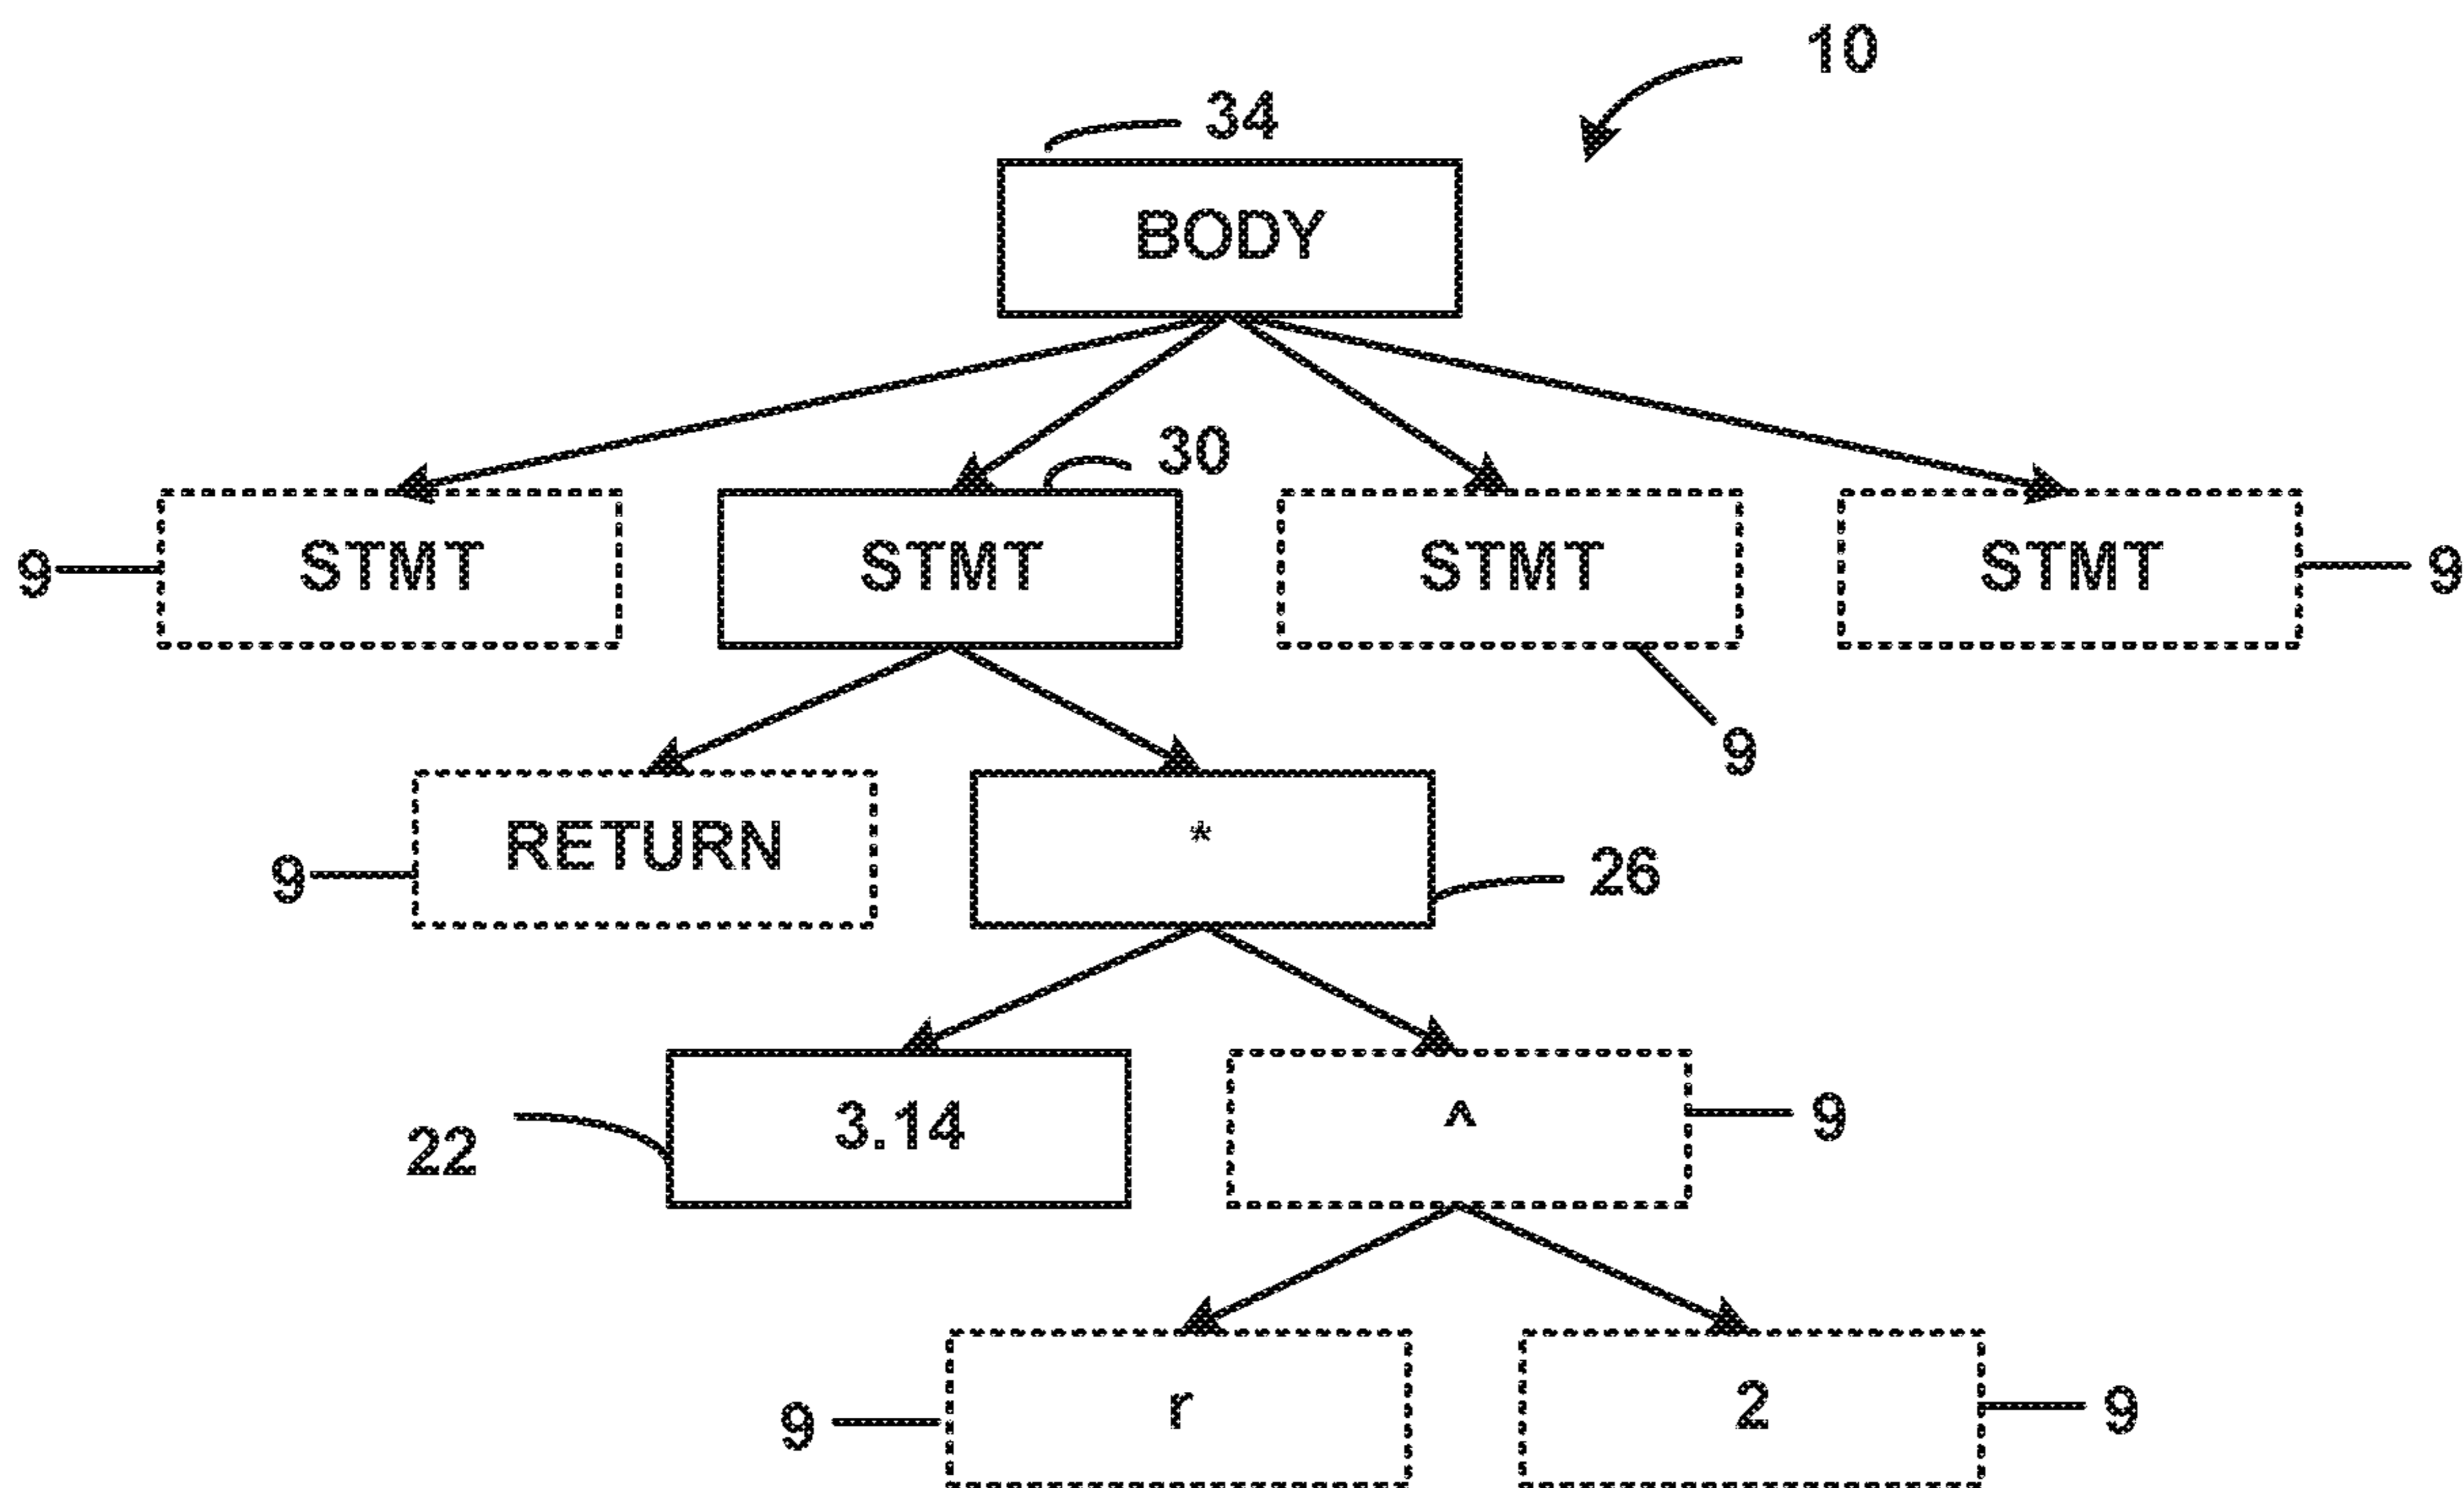 10
34
BODY
30
9 STMT STMT STMT STMT 9
9
9 RETURN * 26
22 3.14 ^ 9
9 r 2 9